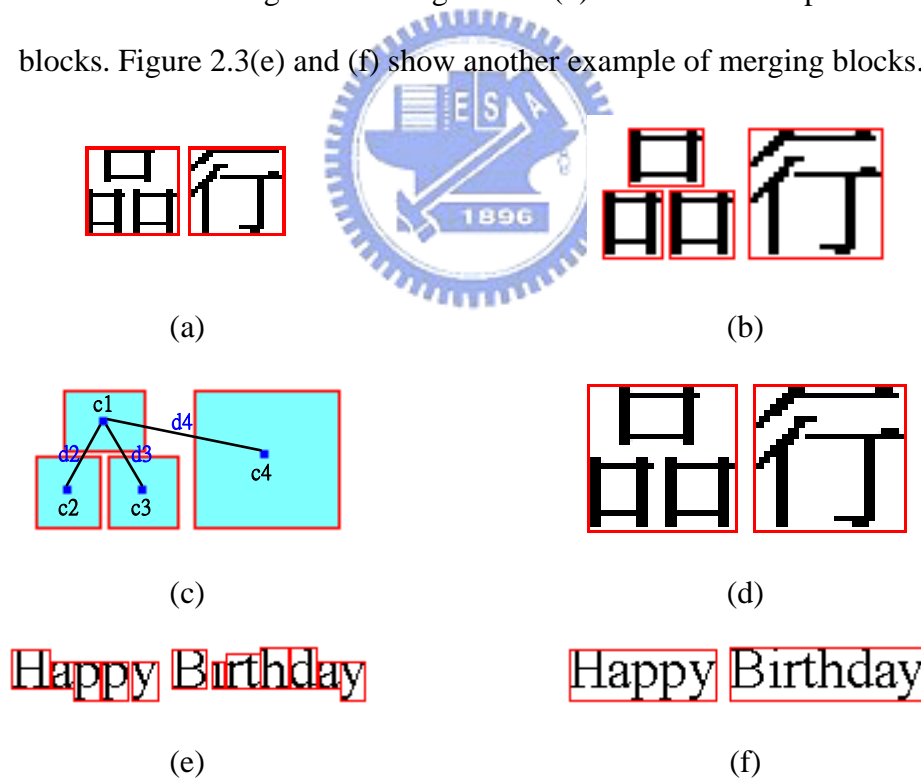 blocks. Figure 2.3(e) and (f) show another example of merging blocks.
E S A
1896
品 行
品 行
(a) (b)
c1
d4
d2 d3
c4
c2 c3
品 行
(c) (d)
Happy Birthday Happy Birthday
(e) (f)